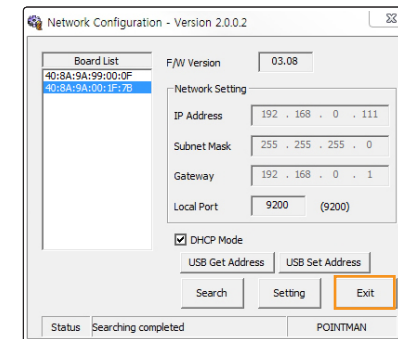 Network Configuration - Version 2.0.0.2
Board List
40:8A:9A:99:00:0F
40:8A:9A:00:1F:7B
F/W Version 03.08
Network Setting
IP Address 192 . 168 . 0 . 111
Subnet Mask 255 . 255 . 255 . 0
Gateway 192 . 168 . 0 . 1
Local Port 9200 (9200)
DHCP Mode
USB Get Address USB Set Address
Search Setting Exit
Status Searching completed POINTMAN